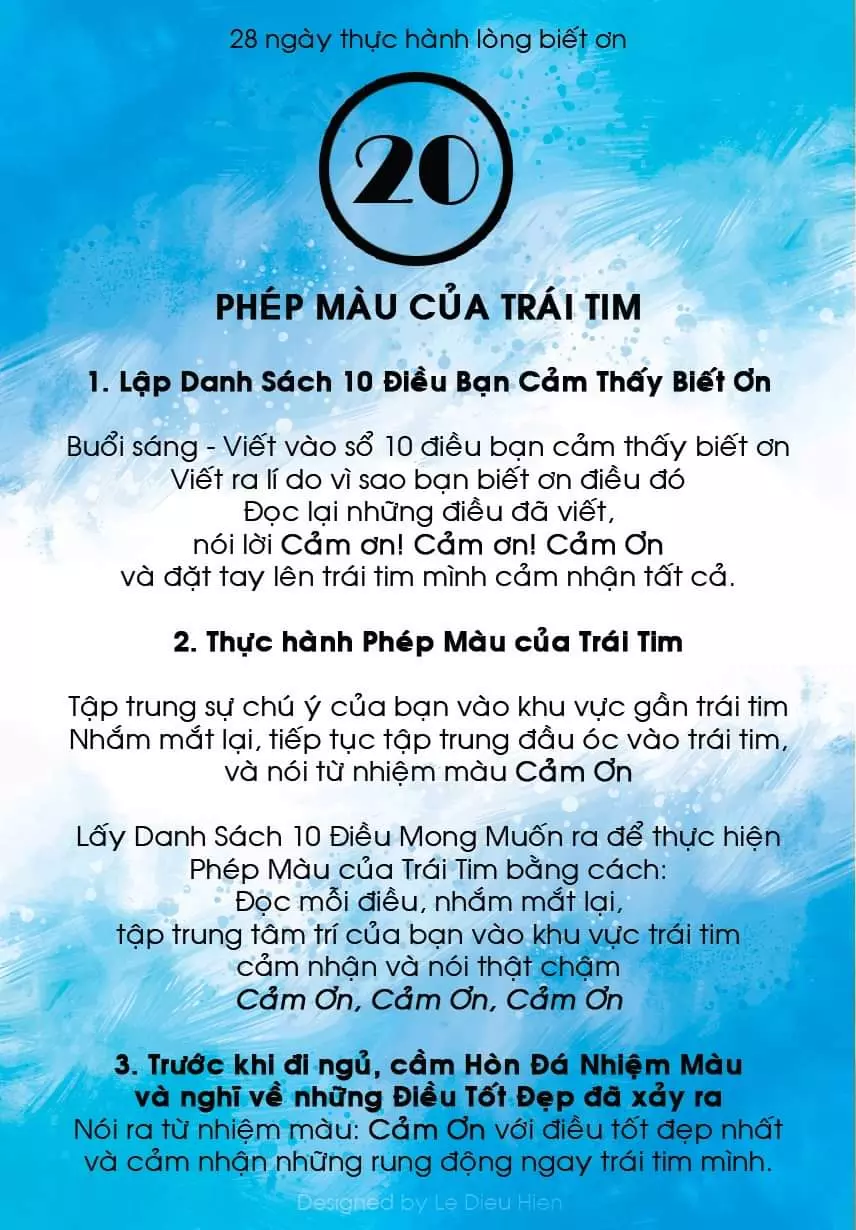 28 ngày thực hành lòng biết ơn
20
PHÉP MÀU CỦA TRÁI TIM
1. Lập Danh Sách 10 Điều Bạn Cảm Thấy Biết Ơn
Buổi sáng - Viết vào sổ 10 điều bạn cảm thấy biết ơn
Viết ra lí do vì sao bạn biết ơn điều đó
Đọc lại những điều đã viết,
nói lời Cảm ơn! Cảm ơn! Cảm Ơn
và đặt tay lên trái tim mình cảm nhận tất cả.
2. Thực hành Phép Màu của Trái Tim
Tập trung sự chú ý của bạn vào khu vực gần trái tim
Nhắm mắt lại, tiếp tục tập trung đầu óc vào trái tim,
và nói từ nhiệm màu Cảm Ơn
Lấy Danh Sách 10 Điều Mong Muốn ra để thực hiện
Phép Màu của Trái Tim bằng cách:
Đọc mỗi điều, nhắm mắt lại,
tập trung tâm trí của bạn vào khu vực trái tim
cảm nhận và nói thật chậm
Cảm Ơn, Cảm Ơn, Cảm Ơn
3. Trước khi đi ngủ, cầm Hòn Đá Nhiệm Màu
và nghĩ về những Điều Tốt Đẹp đã xảy ra
Nói ra từ nhiệm màu: Cảm Ơn với điều tốt đẹp nhất
và cảm nhận những rung động ngay trái tim mình.
Designed by Le Dieu Hien